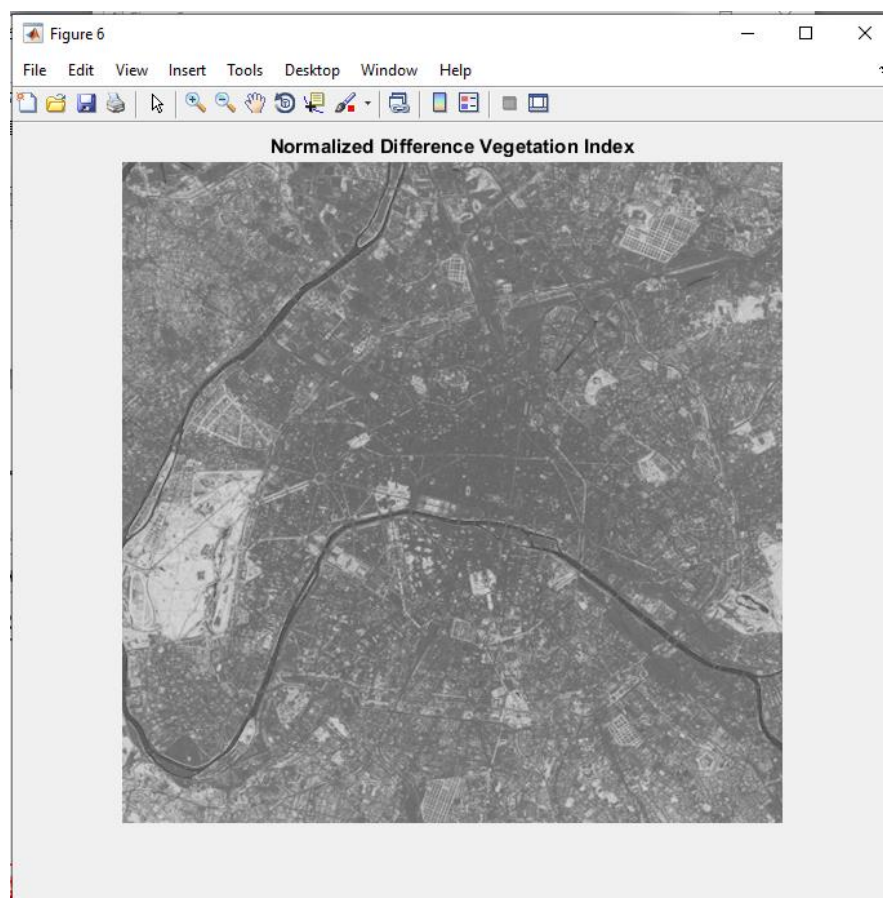 Figure 6
File Edit View Insert Tools Desktop Window Help
Normalized Difference Vegetation Index